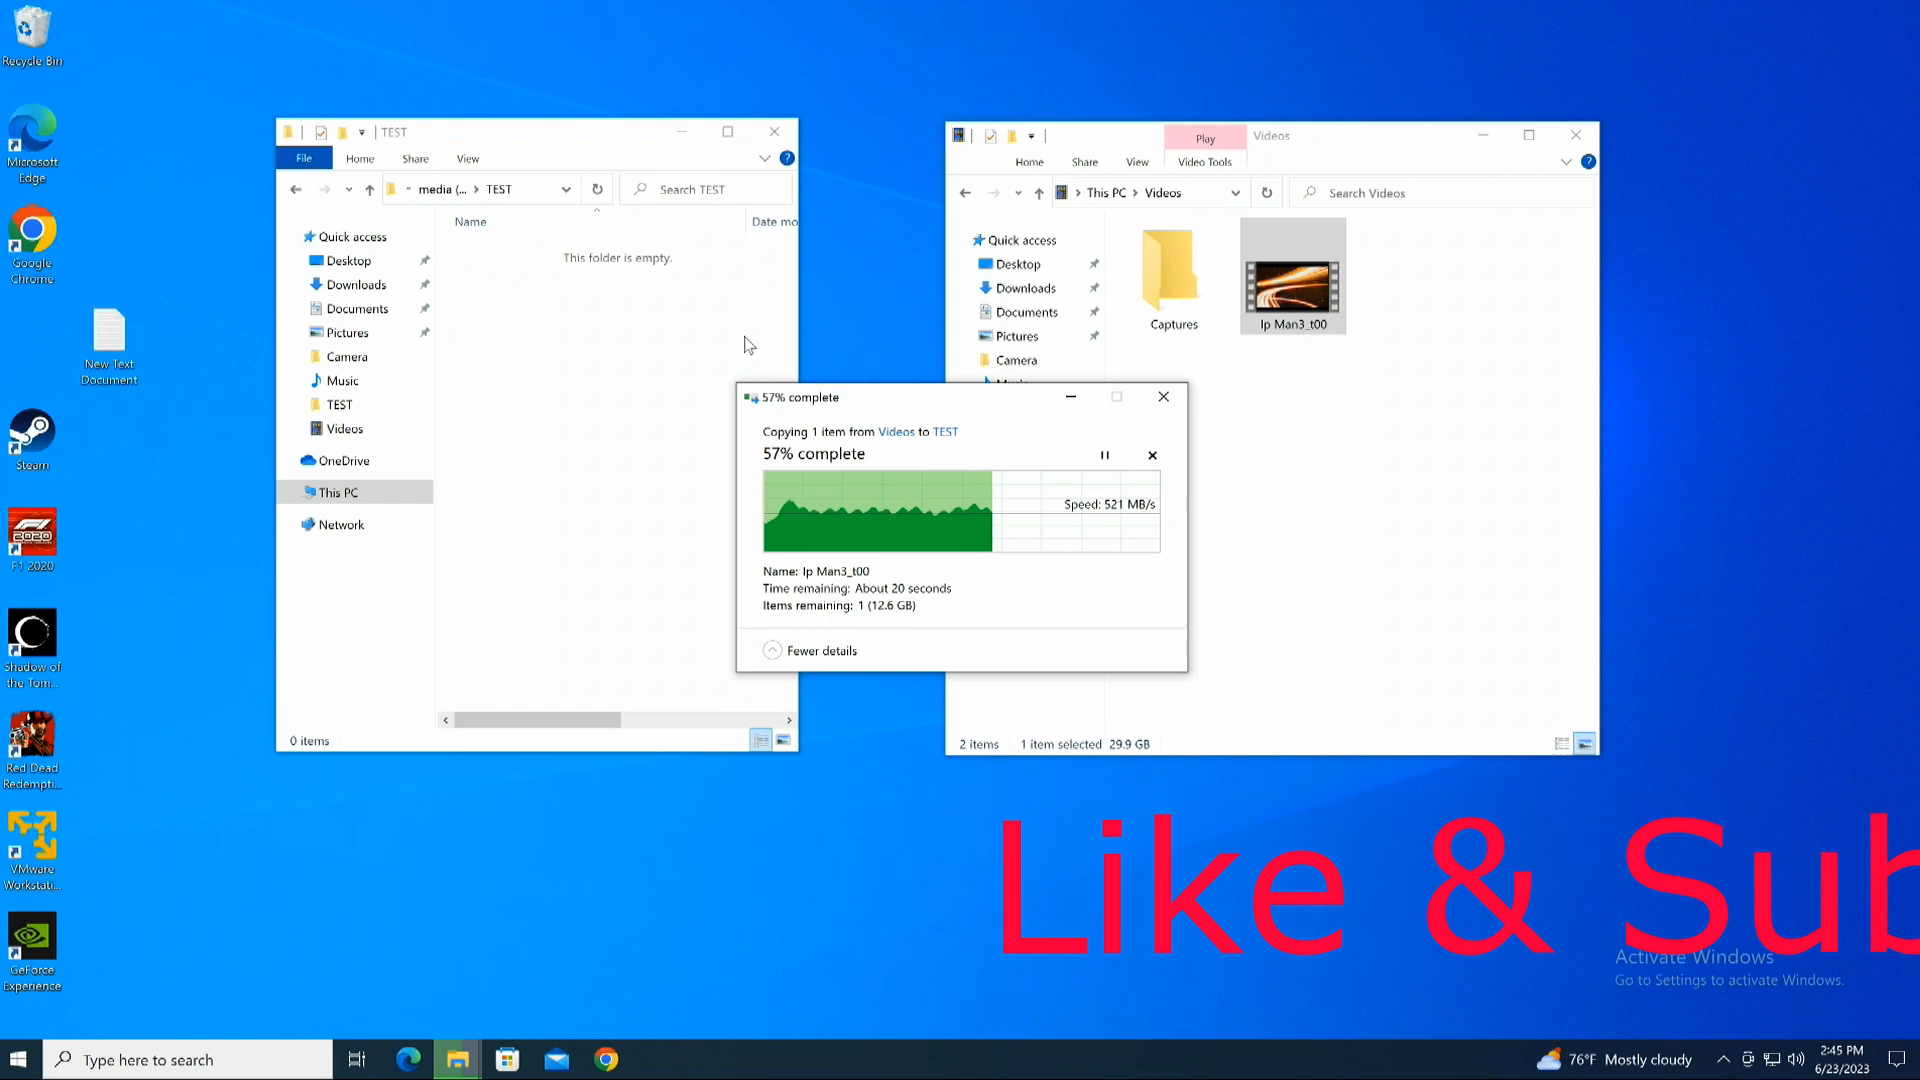 Recycle Bin
Microsoft
Edge
Google
Chrome
New Text
Document
Steam
F1 2020
Shadow of
the Tom...
Red Dead
Redempti...
VMware
Workstati...
GeForce
Experience
TEST
File
Home
Share
View
media (...
TEST
Search TEST
Name
Date mo
This folder is empty.
Quick access
Desktop
Downloads
Documents
Pictures
Camera
Music
TEST
Videos
OneDrive
This PC
Network
0 items
Play
Videos
Home
Share
View
Video Tools
This PC
Videos
Search Videos
Quick access
Desktop
Downloads
Documents
Pictures
Camera
Captures
Ip Man3_t00
2 items
1 item selected 29.9 GB
57% complete
Copying 1 item from Videos to TEST
57% complete
Speed: 521 MB/s
Name: Ip Man3_t00
Time remaining: About 20 seconds
Items remaining: 1 (12.6 GB)
Fewer details
Like & Sub
Activate Windows
Go to Settings to activate Windows.
Type here to search
76°F Mostly cloudy
2:45 PM
6/23/2023